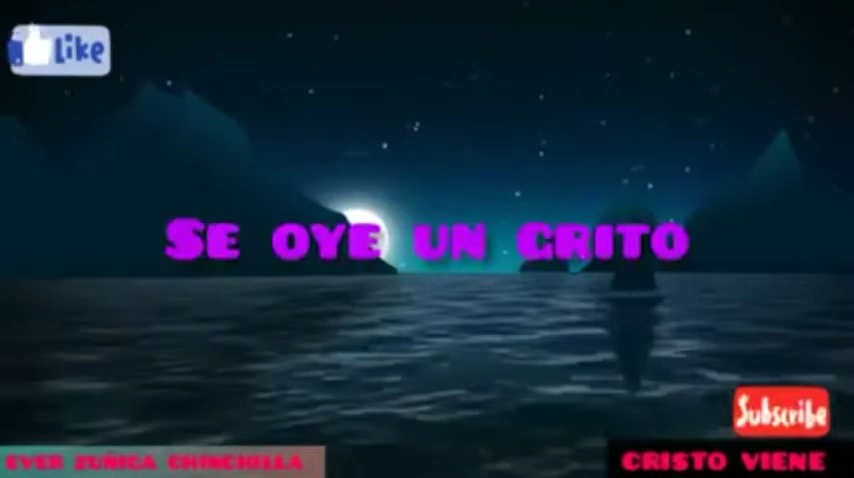 Like
SE OYE UN GRITO
Subscribe
EVER ZUÑIGA CHINCHILLA
CRISTO VIENE